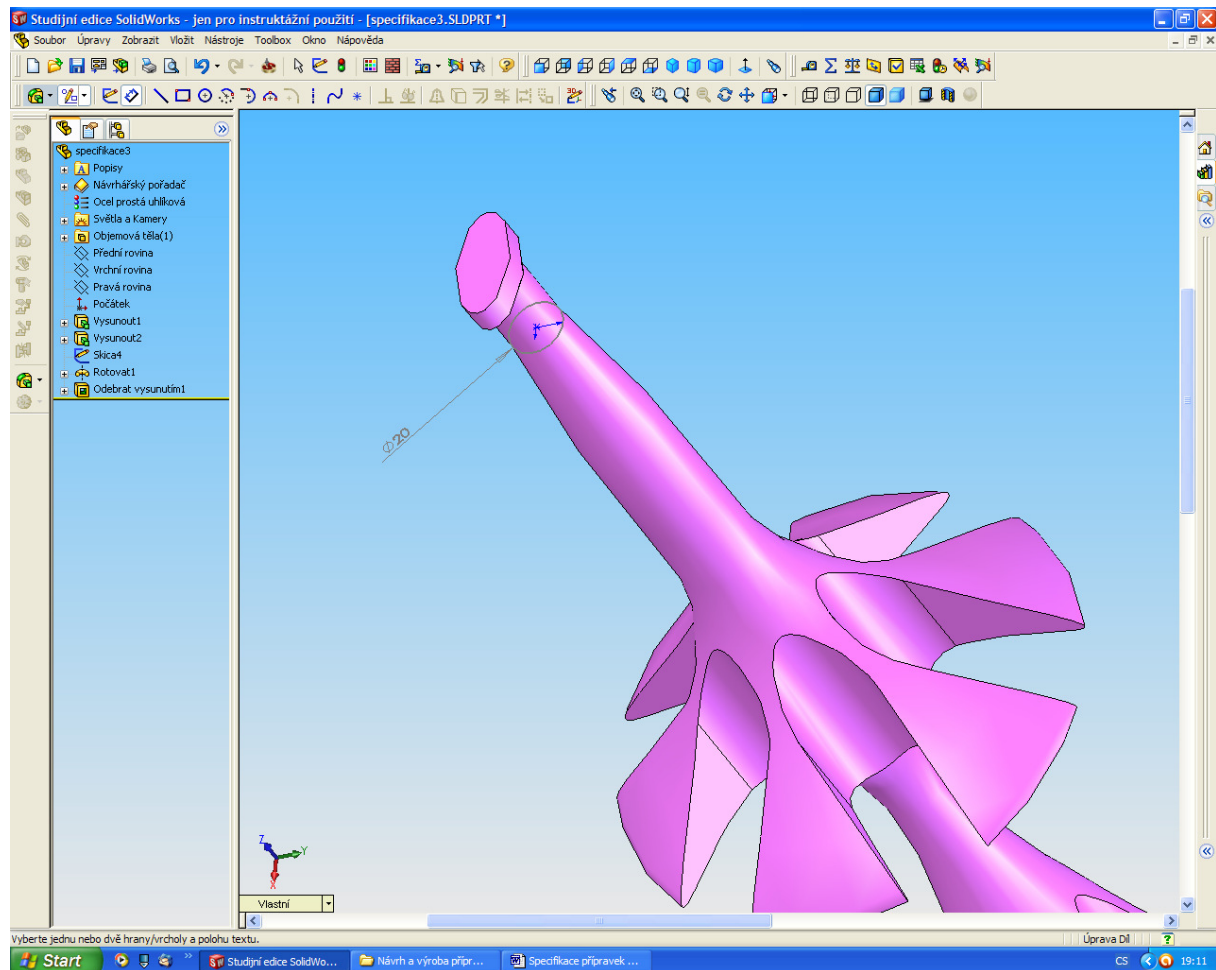 Studijní edice SolidWorks - jen pro instruktážní použití - [specifikace3.SLDPRT *]
Soubor Úpravy Zobrazit Vložit Nástroje Toolbox Okno Nápověda
specifikace3
Popisy
Návrhářský pořadač
Ocel prostá uhlíková
Světla a Kamery
Objemová těla(1)
Přední rovina
Vrchní rovina
Pravá rovina
Počátek
Vysunout1
Vysunout2
Skica4
Rotovat1
Odebrat vysunutím1
Φ20
Z
Y
X
Vlastní
Vyberte jednu nebo dvě hrany/vrcholy a polohu textu.
Úprava Díl
Start
Studijní edice SolidWo...
Návrh a výroba přípr...
Specifikace přípravek ...
CS
19:11